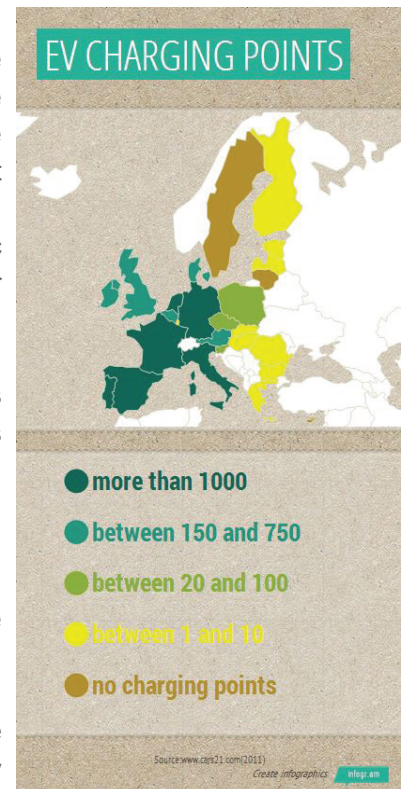 EV CHARGING POINTS
more than 1000
between 150 and 750
between 20 and 100
between 1 and 10
no charging points
Source:www.cars21.com(2011)
Create infographics infogr.am